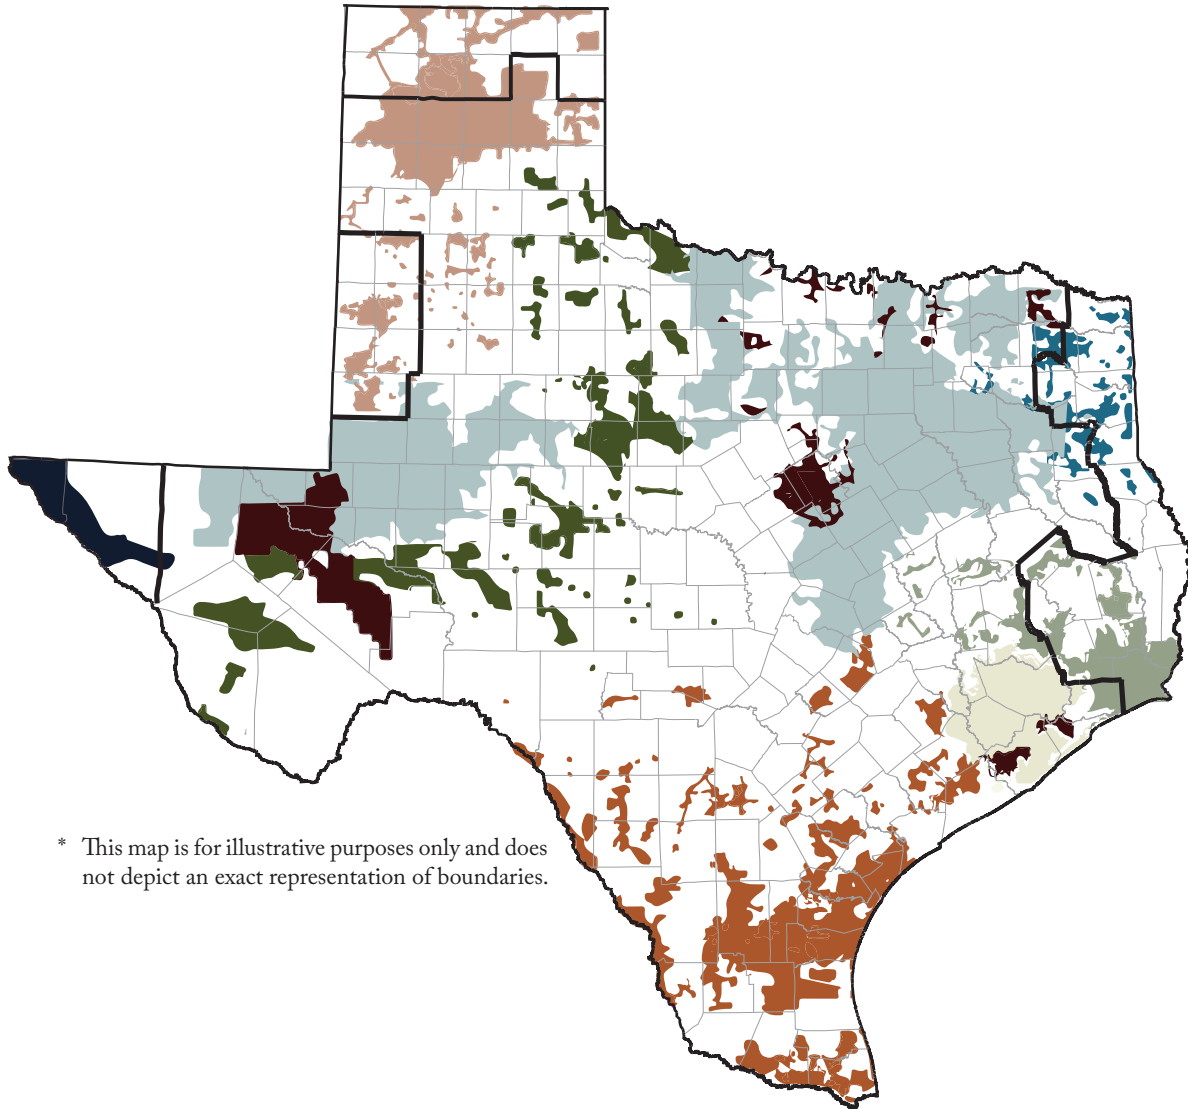 * This map is for illustrative purposes only and does
not depict an exact representation of boundaries.